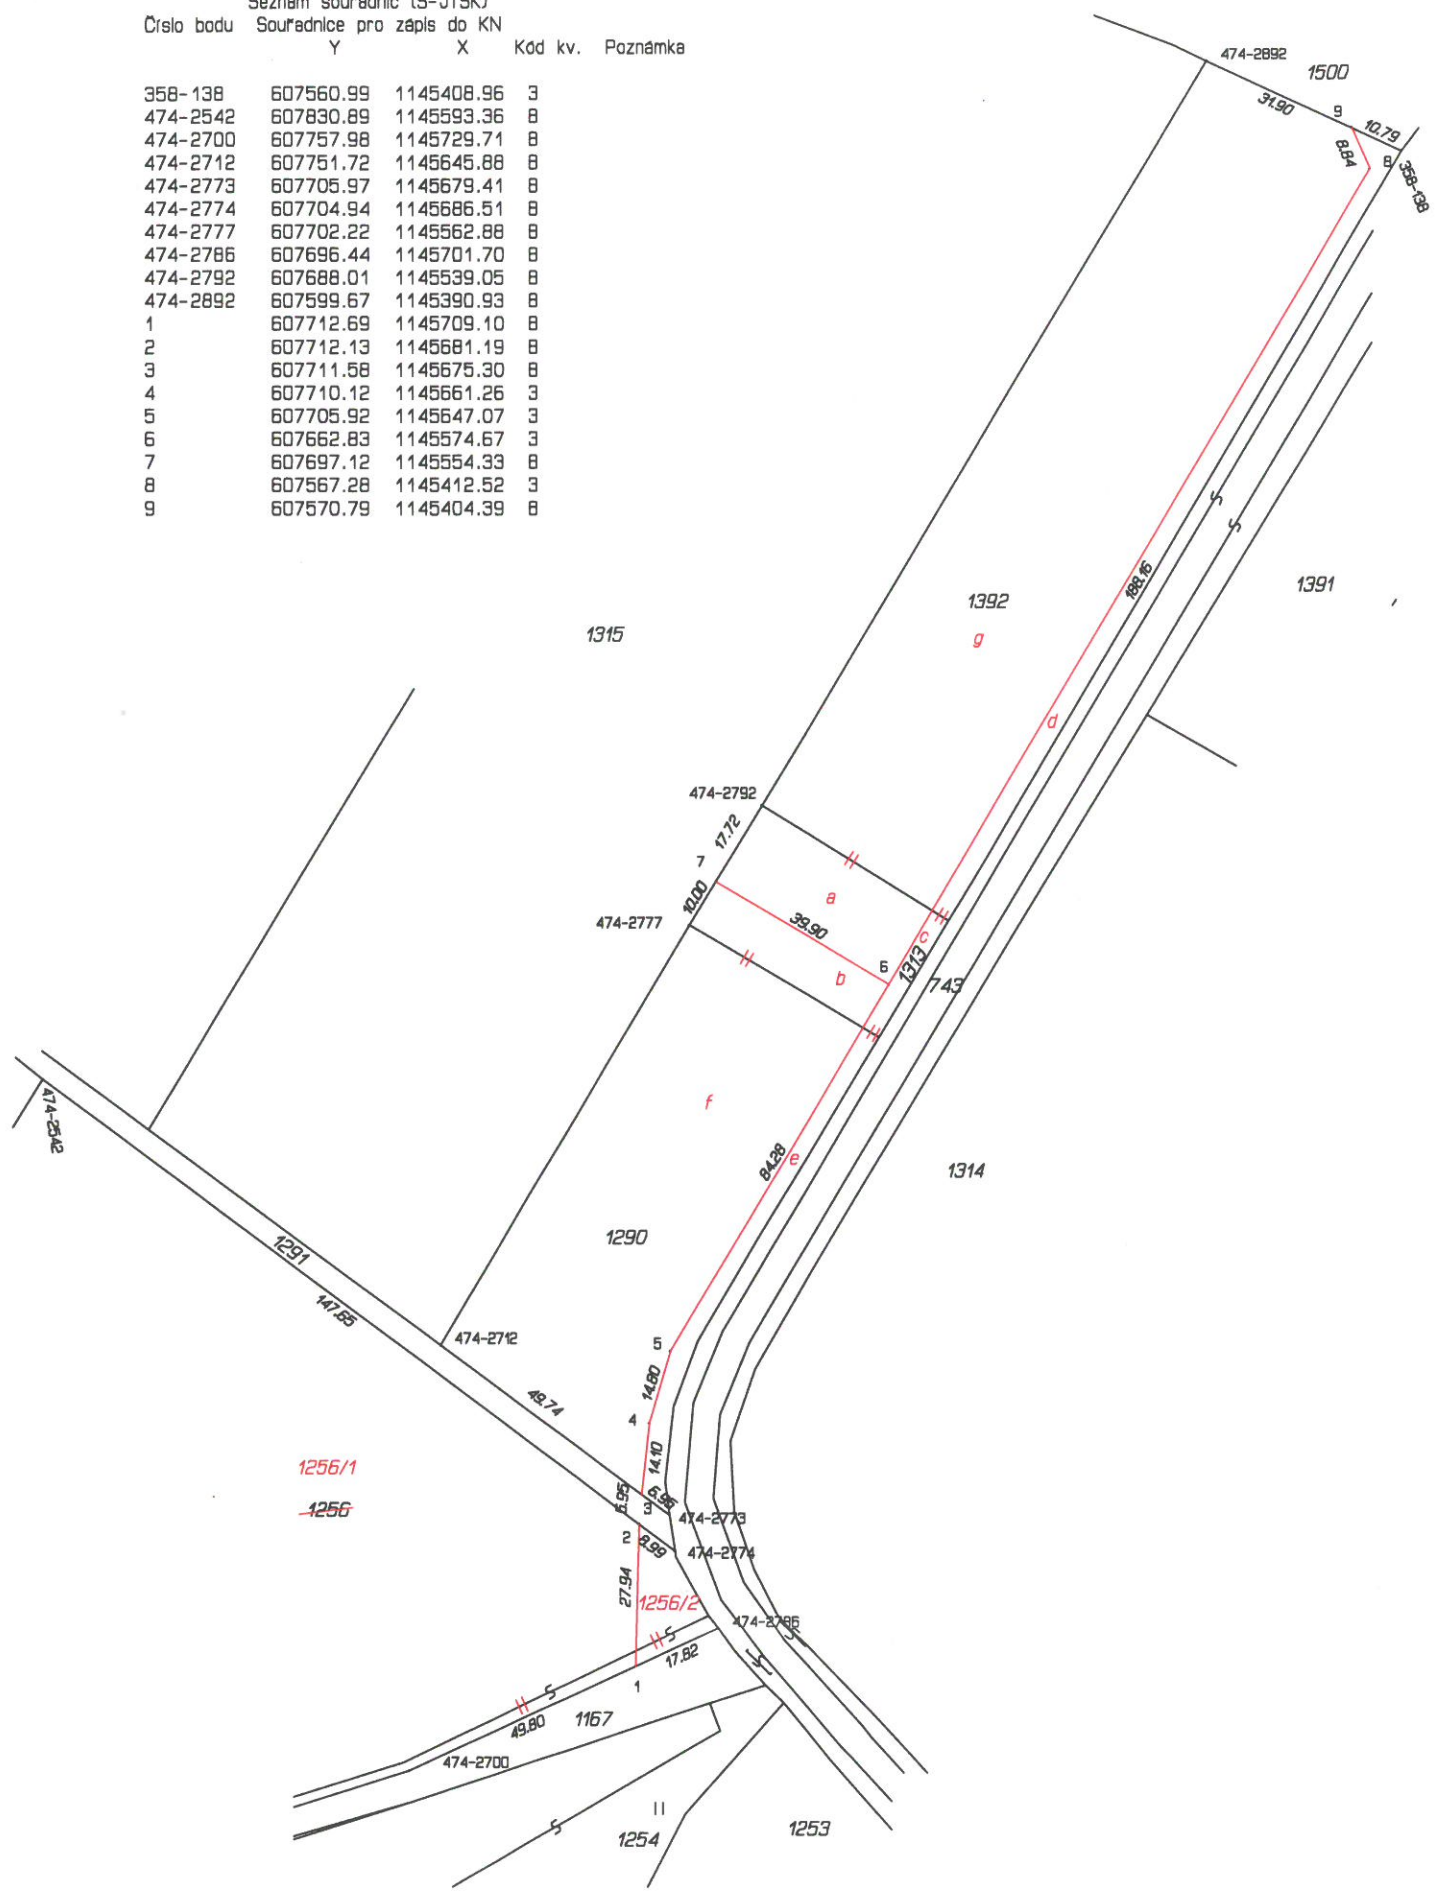 Seznam souřadnic (S-JTSK)
Číslo bodu Souřadnice pro zápis do KN
Y X Kód kv. Poznámka
358-138 607560.99 1145408.96 3
474-2542 607830.89 1145593.36 8
474-2700 607757.98 1145729.71 8
474-2712 607751.72 1145645.88 8
474-2773 607705.97 1145679.41 8
474-2774 607704.94 1145686.51 8
474-2777 607702.22 1145562.88 8
474-2786 607696.44 1145701.70 8
474-2792 607688.01 1145539.05 8
474-2892 607599.67 1145390.93 8
1 607712.69 1145709.10 8
2 607712.13 1145681.19 8
3 607711.58 1145675.30 8
4 607710.12 1145661.26 3
5 607705.92 1145647.07 3
6 607662.83 1145574.67 3
7 607697.12 1145554.33 8
8 607567.28 1145412.52 3
9 607570.79 1145404.39 8
474-2892
1500
31.90
9
10.79
8.84
8
358-138
188.16
1391
1392
g
1315
d
474-2792
17.72
7
a
10.00
39.90
474-2777
c
6
1313
b
743
474-2542
f
84.28
e
1314
1290
1291
147.65
474-2712
5
14.80
49.74
4
14.10
1256/1
1256
5.95
6.96
3
474-2773
2
8.99
474-2774
27.94
1256/2
474-2786
17.82
1
49.80
1167
474-2700
1254
1253